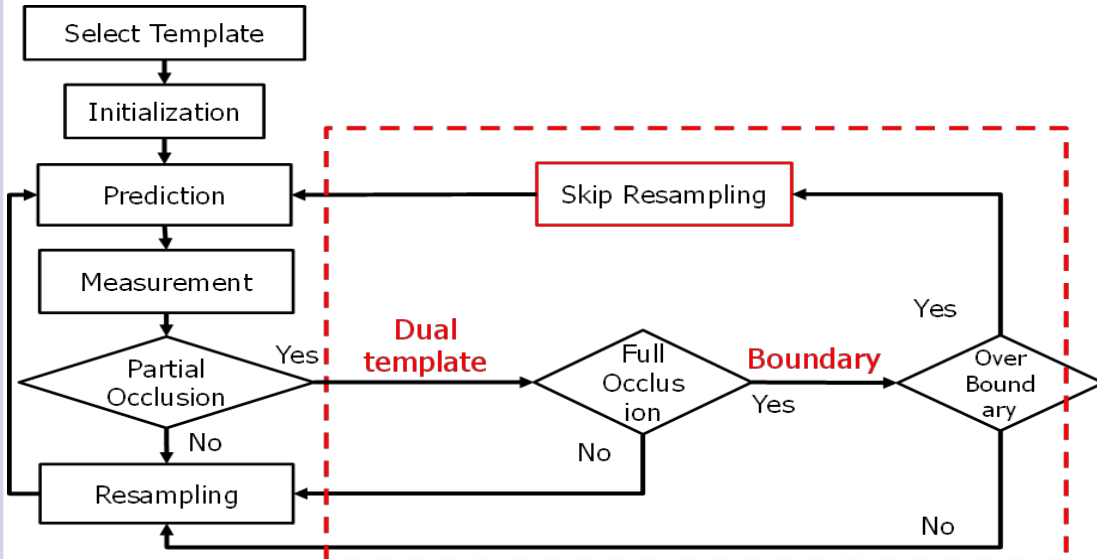 Select Template
Initialization
Prediction
Skip Resampling
Measurement
Yes
Partial
Occlusion
Yes
Dual
template
Full
Occlus
ion
Boundary
Yes
Over
Bound
ary
No
No
Resampling
No